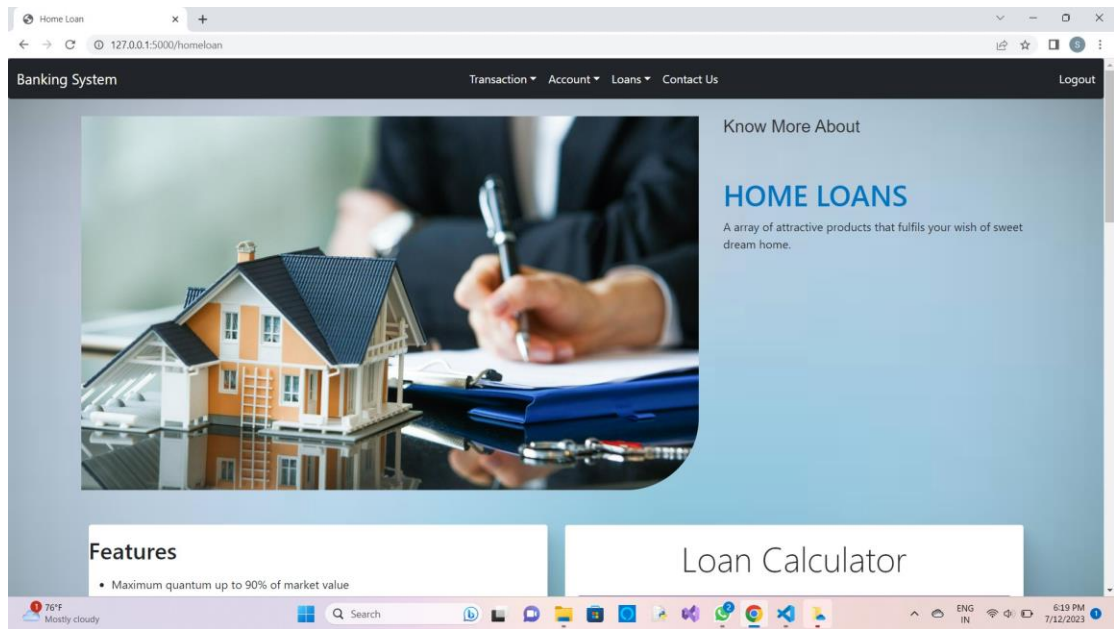 Home Loan
127.0.0.1:5000/homeloan
S
Banking System
Transaction Account Loans Contact Us
Logout
Know More About
HOME LOANS
A array of attractive products that fulfils your wish of sweet
dream home.
Features
• Maximum quantum up to 90% of market value
Loan Calculator
1
76°F
Mostly cloudy
Search
ENG
IN
6:19 PM
7/12/2023
1